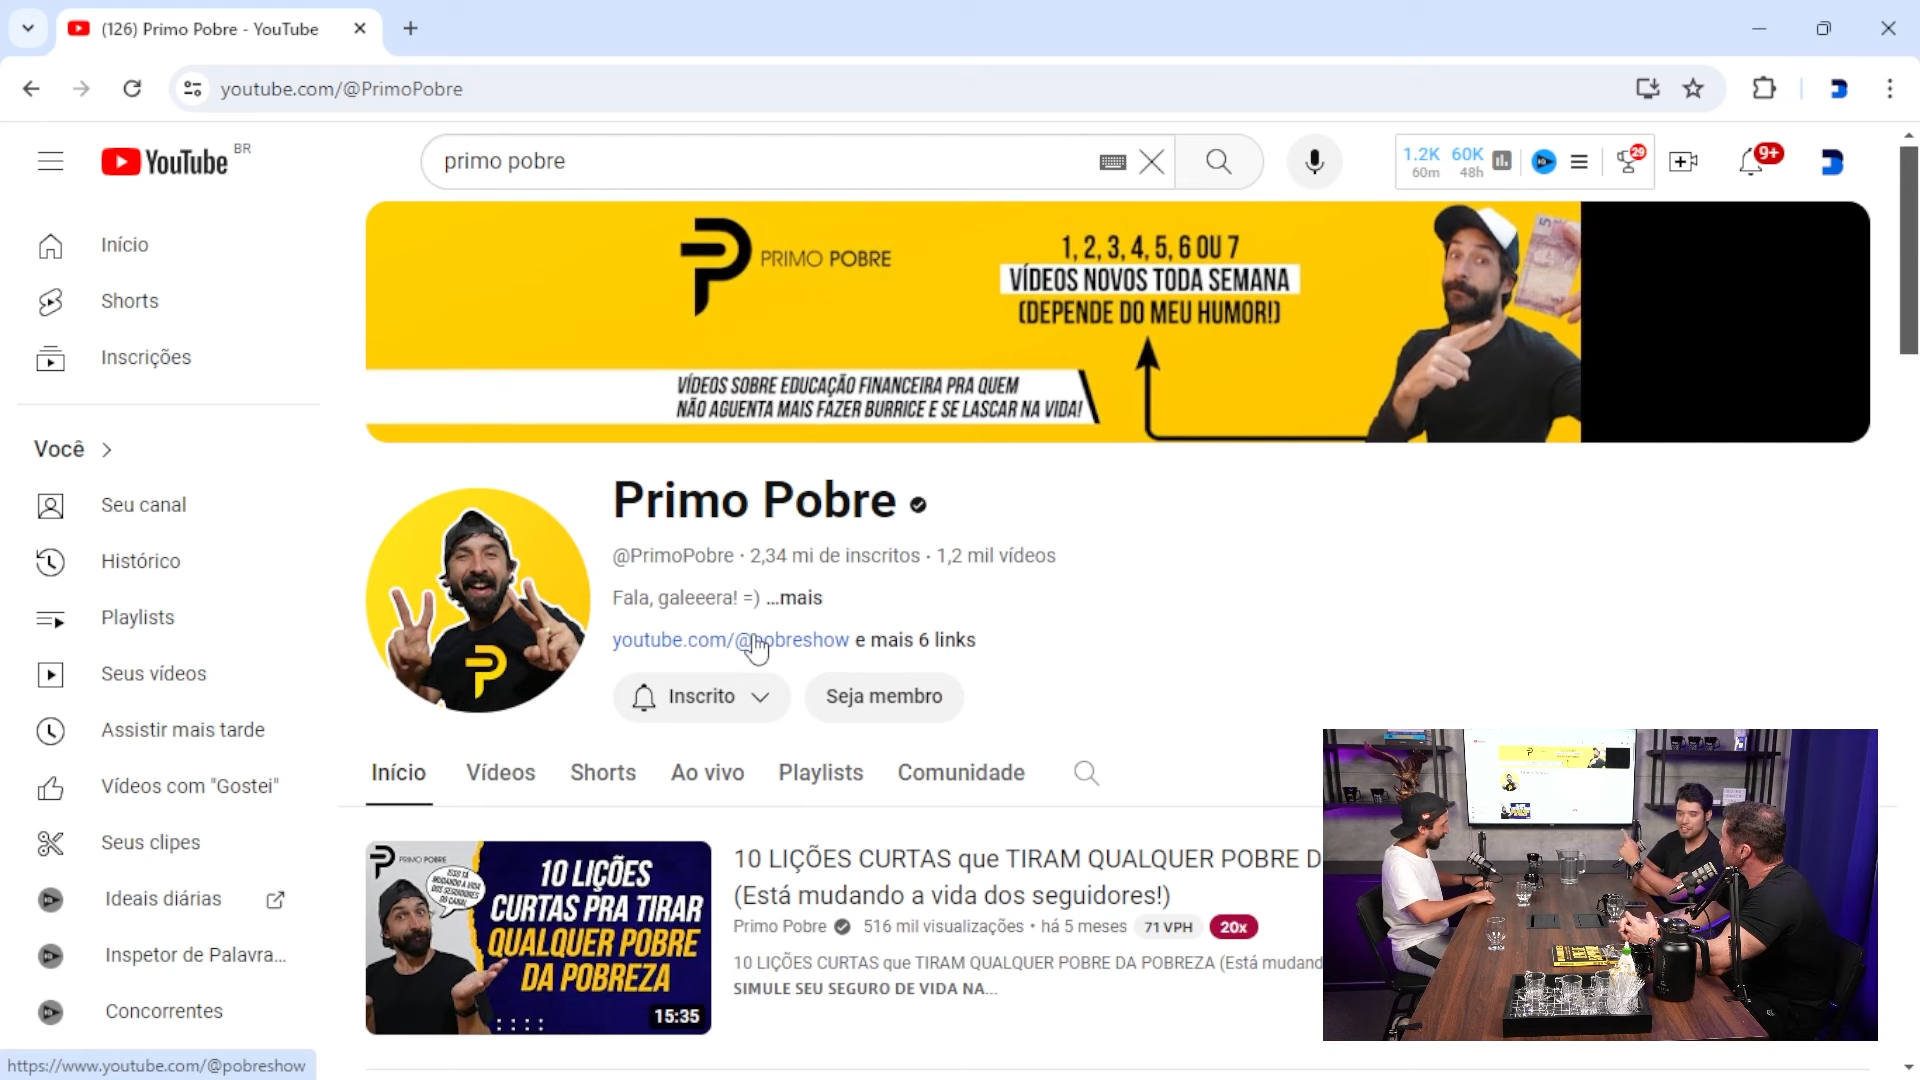 (126) Primo Pobre - YouTube
youtube.com/@PrimoPobre
YouTube BR
primo pobre
1.2K 60K
60m 48h
29
9+
Início
Shorts
Inscrições
Você
Seu canal
Histórico
Playlists
Seus vídeos
Assistir mais tarde
Vídeos com "Gostei"
Seus clipes
Ideais diárias
Inspetor de Palavra...
Concorrentes
https://www.youtube.com/@pobreshow
PRIMO POBRE
1, 2, 3, 4, 5, 6 OU 7
VÍDEOS NOVOS TODA SEMANA
(DEPENDE DO MEU HUMOR!)
VÍDEOS SOBRE EDUCAÇÃO FINANCEIRA PRA QUEM
NÃO AGUENTA MAIS FAZER BURRICE E SE LASCAR NA VIDA!
Primo Pobre
@PrimoPobre · 2,34 mi de inscritos · 1,2 mil vídeos
Fala, galeeera! =) ...mais
youtube.com/@pobreshow e mais 6 links
Inscrito
Seja membro
Início Vídeos Shorts Ao vivo Playlists Comunidade
PRIMO POBRE
ISSO TÁ
MUDANDO A VIDA
DOS SEGUIDORES
DO CANAL
10 LIÇÕES
CURTAS PRA TIRAR
QUALQUER POBRE
DA POBREZA
15:35
10 LIÇÕES CURTAS que TIRAM QUALQUER POBRE D
(Está mudando a vida dos seguidores!)
Primo Pobre 516 mil visualizações • há 5 meses 71 VPH 20x
10 LIÇÕES CURTAS que TIRAM QUALQUER POBRE DA POBREZA (Está mudand
SIMULE SEU SEGURO DE VIDA NA...